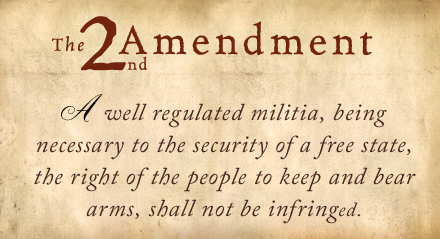 The 2nd Amendment
A well regulated militia, being
necessary to the security of a free state,
the right of the people to keep and bear
arms, shall not be infringed.